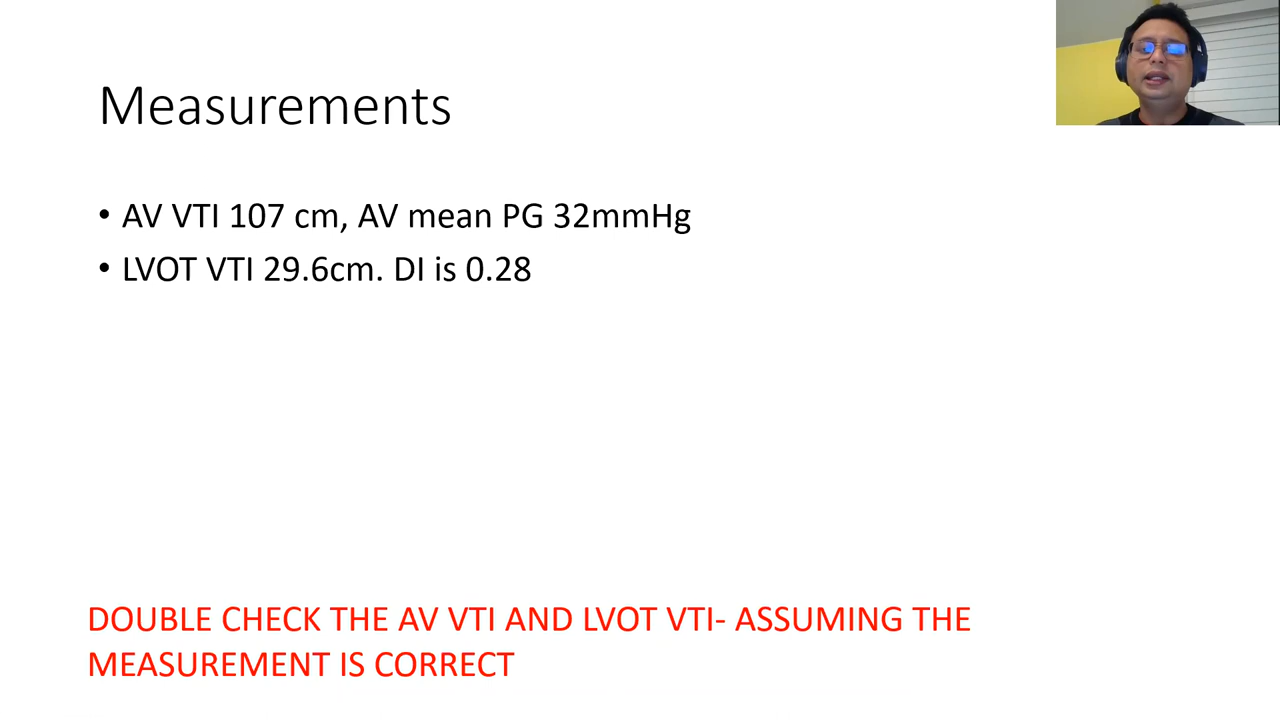 Measurements
• AV VTI 107 cm, AV mean PG 32mmHg
• LVOT VTI 29.6cm. DI is 0.28
DOUBLE CHECK THE AV VTI AND LVOT VTI- ASSUMING THE
MEASUREMENT IS CORRECT